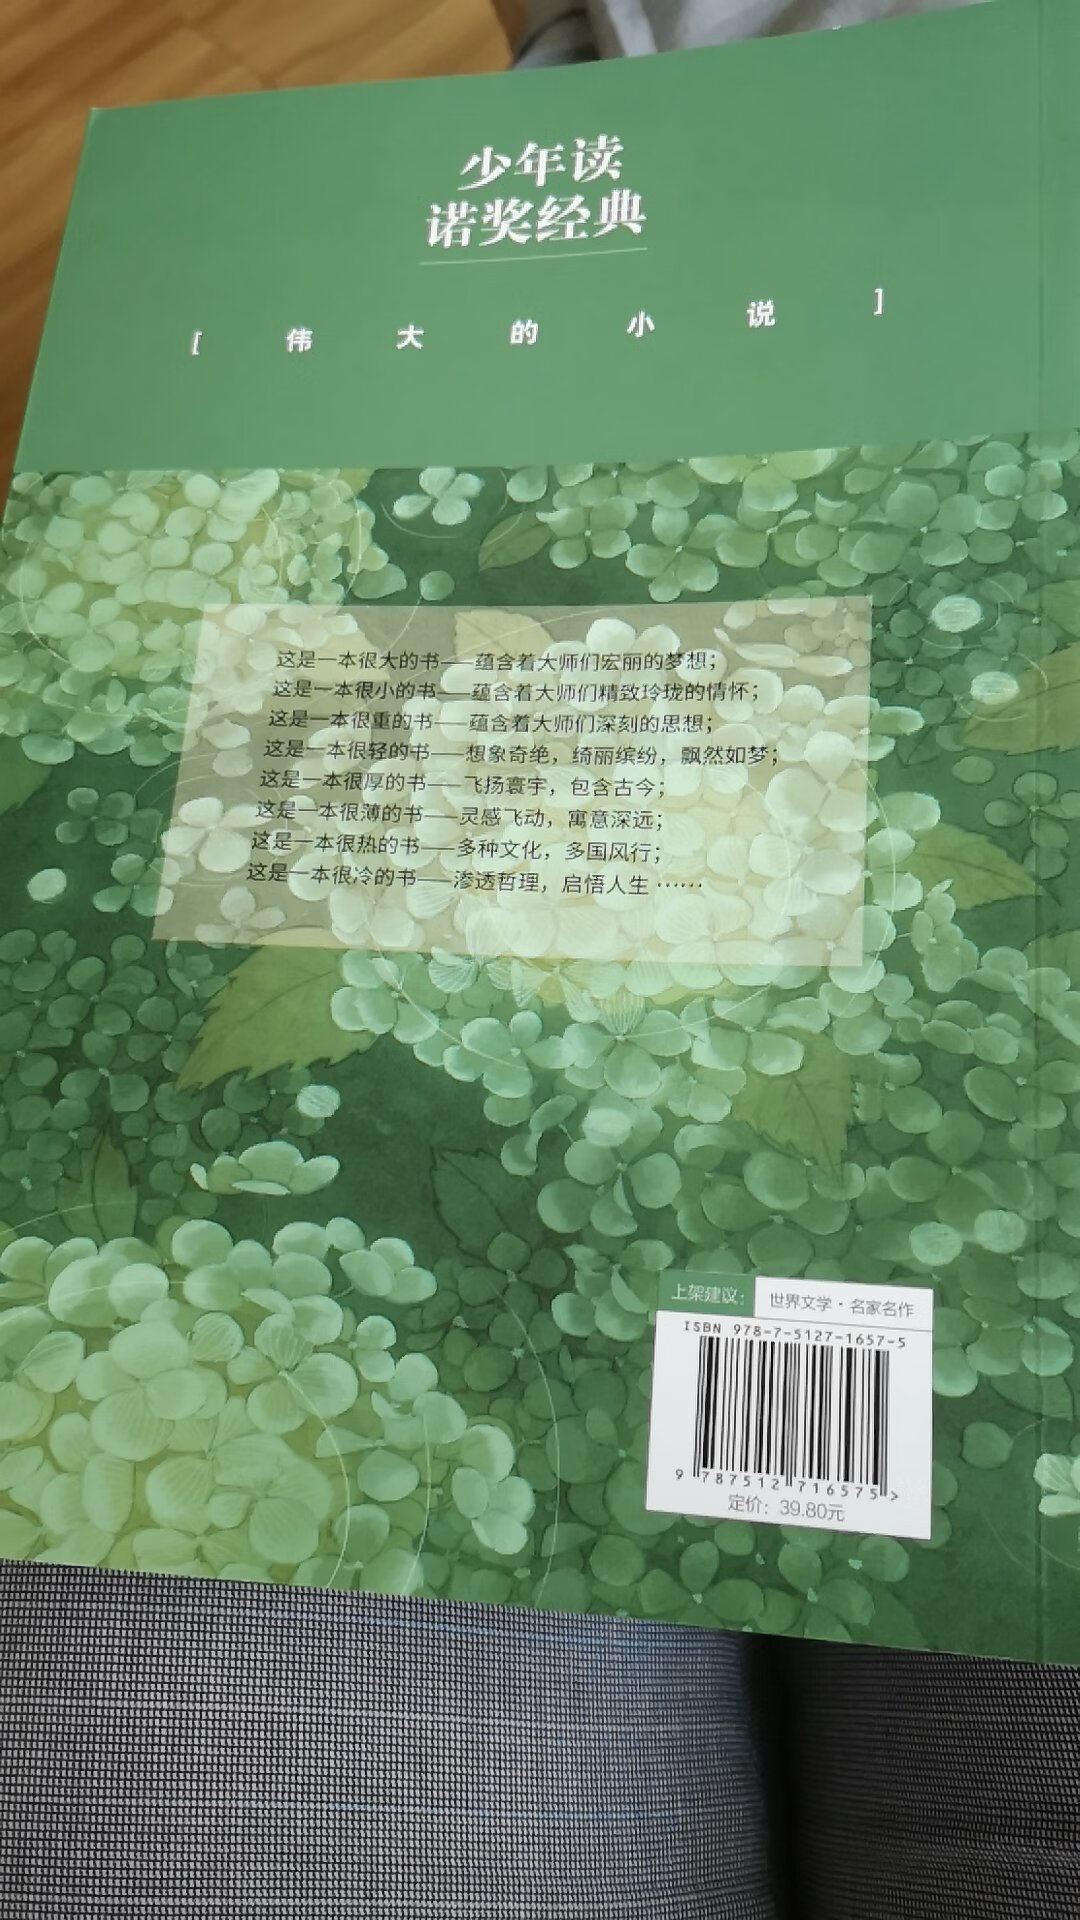 少年读
诺奖经典
[ 伟大的小说 ]
这是一本很大的书——蕴含着大师们宏丽的梦想；
这是一本很小的书——蕴含着大师们精致玲珑的情怀；
这是一本很重的书——蕴含着大师们深刻的思想；
这是一本很轻的书——想象奇绝，绮丽缤纷，飘然如梦；
这是一本很厚的书——飞扬寰宇，包含古今；
这是一本很薄的书——灵感飞动，寓意深远；
这是一本很热的书——多种文化，多国风行；
这是一本很冷的书——渗透哲理，启悟人生……
上架建议： 世界文学·名家名作
ISBN 978-7-5127-1657-5
9 787512 716575 >
定价：39.80元